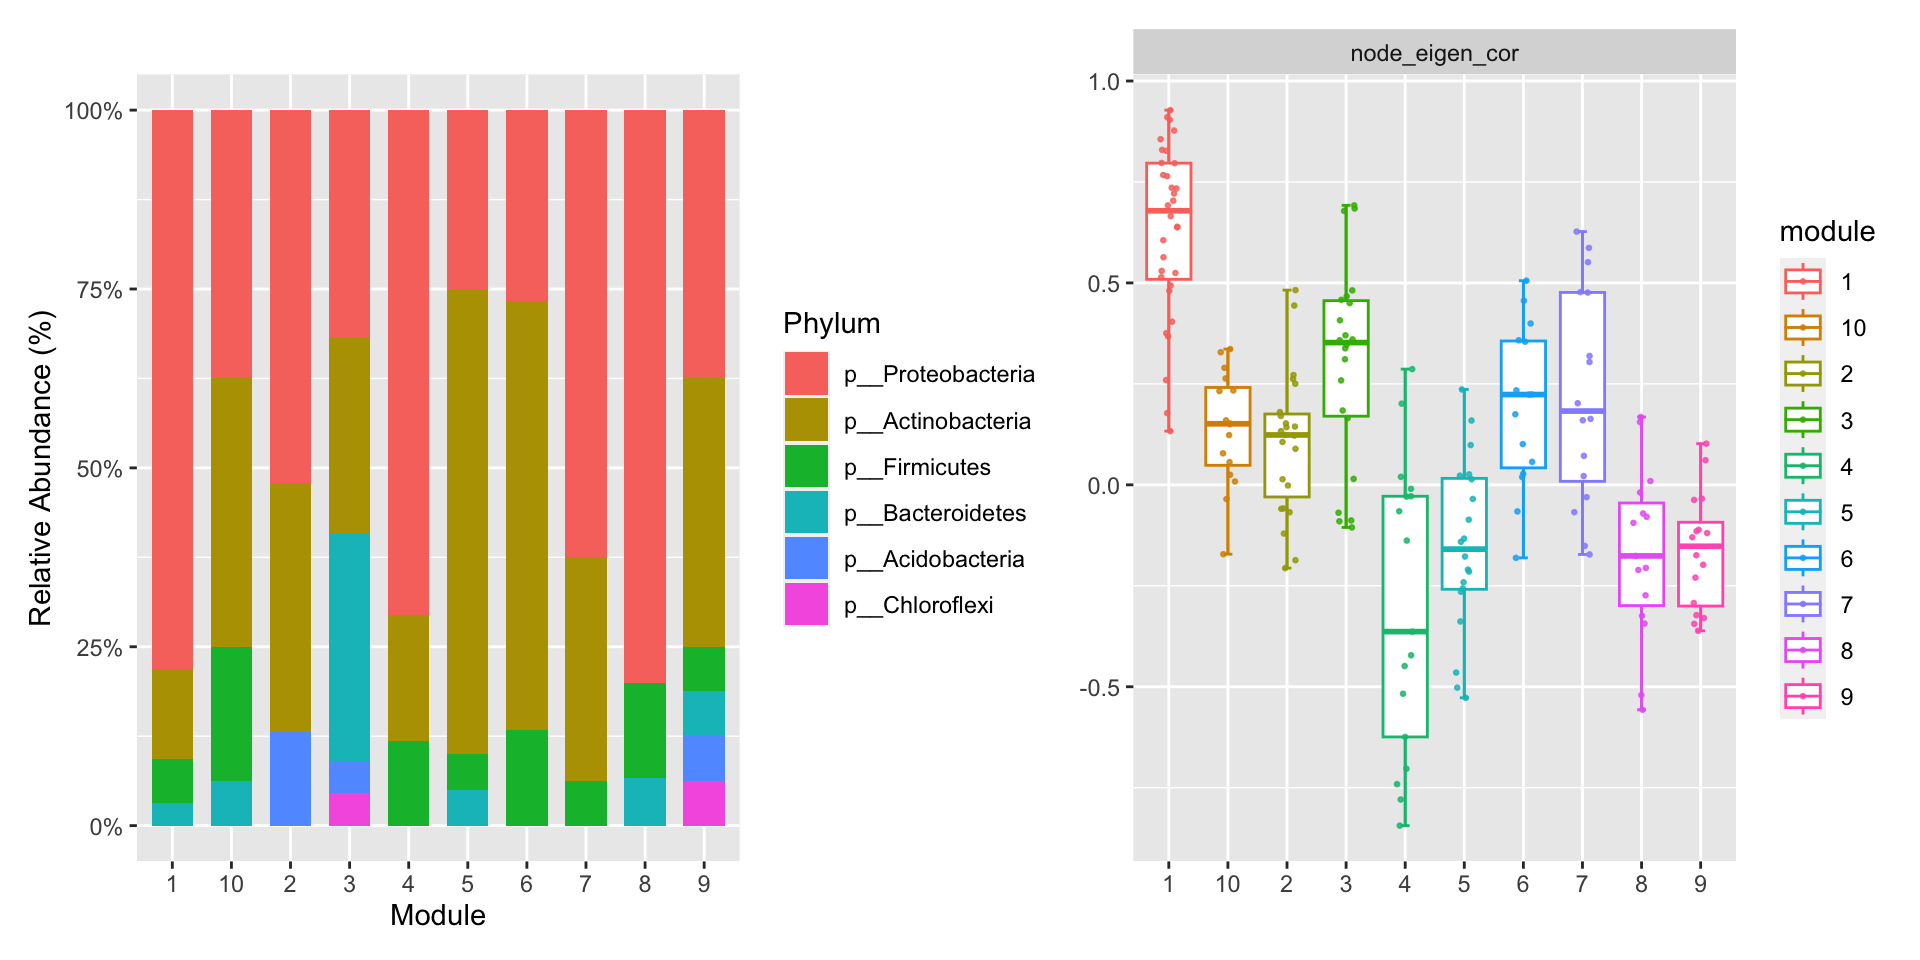 Relative Abundance (%)
100%
75%
50%
25%
0%
1 10 2 3 4 5 6 7 8 9
Module
Phylum
p__Proteobacteria
p__Actinobacteria
p__Firmicutes
p__Bacteroidetes
p__Acidobacteria
p__Chloroflexi
node_eigen_cor
1.0
0.5
0.0
-0.5
1 10 2 3 4 5 6 7 8 9
module
1
10
2
3
4
5
6
7
8
9